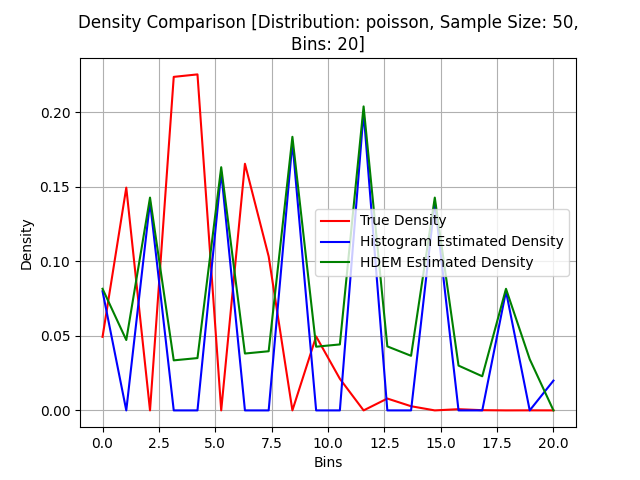 Density Comparison [Distribution: poisson, Sample Size: 50,
Bins: 20]
Density
0.20
0.15
0.10
0.05
0.00
True Density
Histogram Estimated Density
HDEM Estimated Density
0.0 2.5 5.0 7.5 10.0 12.5 15.0 17.5 20.0
Bins